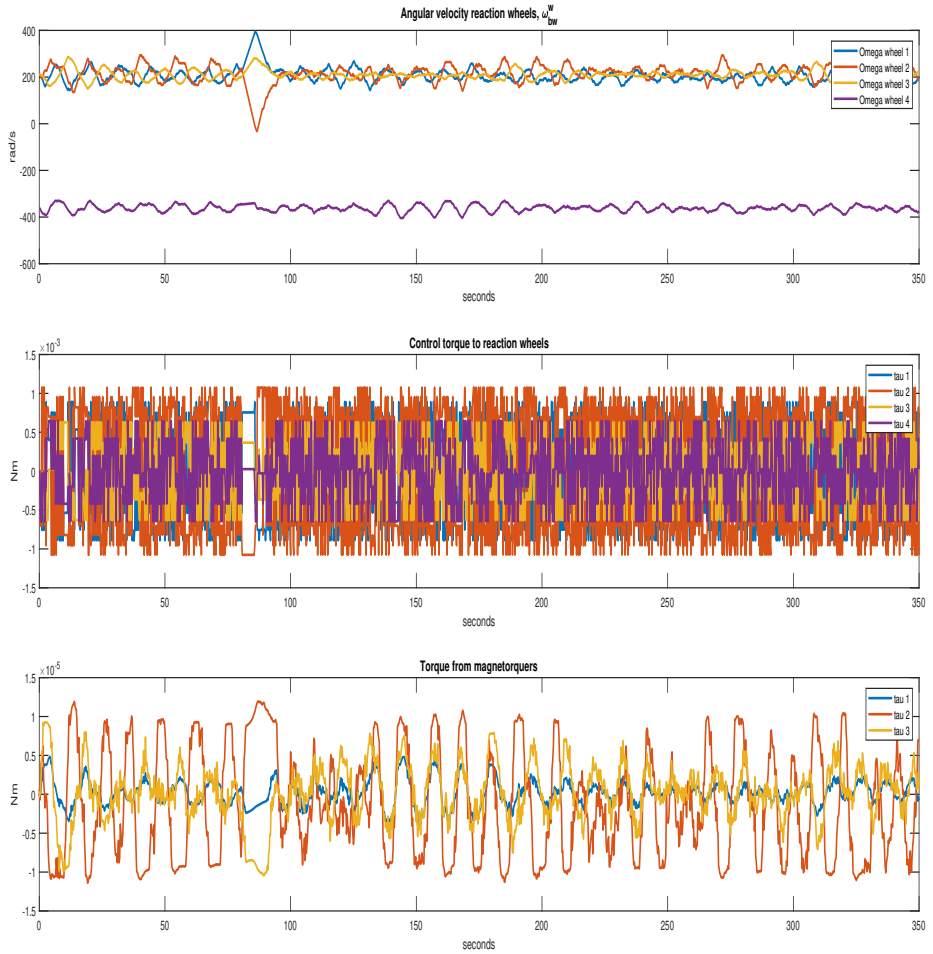 Angular velocity reaction wheels, ω_bw^w
400
200
0
-200
-400
-600
rad/s
Omega wheel 1
Omega wheel 2
Omega wheel 3
Omega wheel 4
0 50 100 150 200 250 300 350
seconds
Control torque to reaction wheels
×10^-3
1.5
1
0.5
0
-0.5
-1
-1.5
Nm
tau 1
tau 2
tau 3
tau 4
0 50 100 150 200 250 300 350
seconds
Torque from magnetorquers
×10^-5
1.5
1
0.5
0
-0.5
-1
-1.5
Nm
tau 1
tau 2
tau 3
0 50 100 150 200 250 300 350
seconds